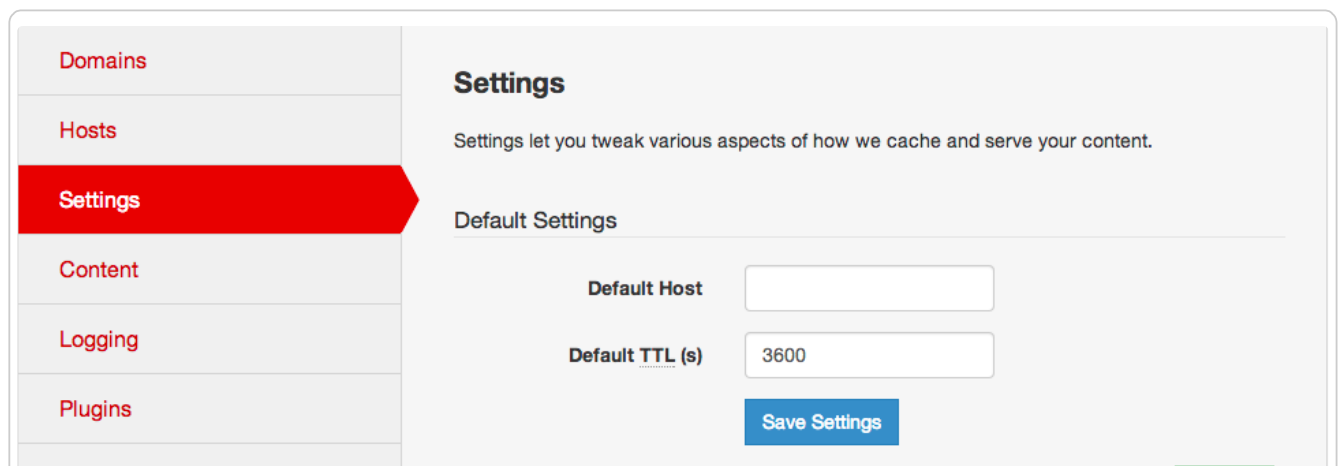 Domains
Hosts
Settings
Content
Logging
Plugins
Settings
Settings let you tweak various aspects of how we cache and serve your content.
Default Settings
Default Host
Default TTL (s) 3600
Save Settings